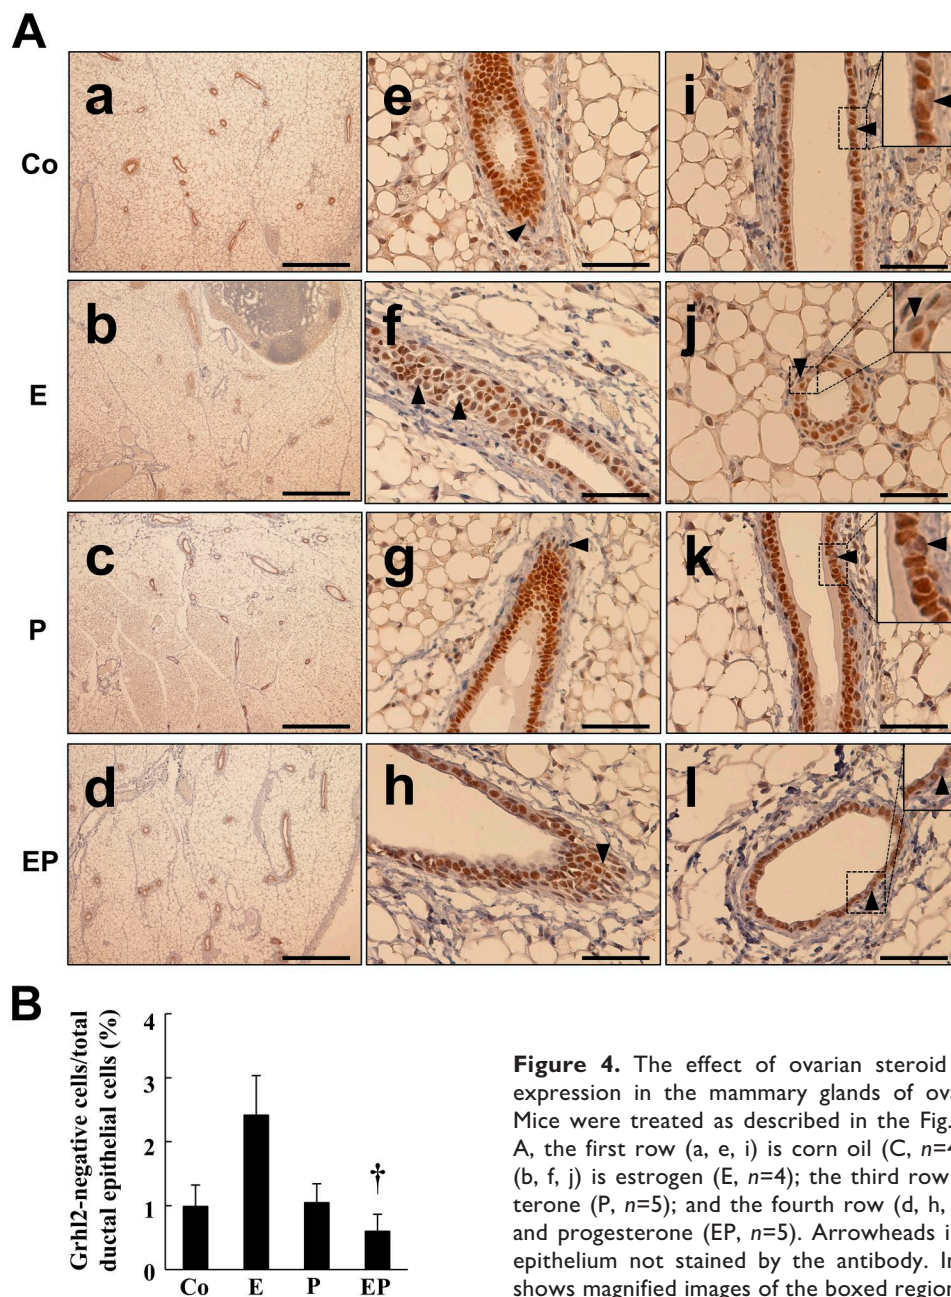 A
a
e
i
Co
b
f
j
E
c
g
k
P
d
h
l
EP
B
Grhl2-negative cells/total
ductal epithelial cells (%)
4
3
2
1
0
†
Co E P EP
Figure 4. The effect of ovarian steroid
expression in the mammary glands of ova
Mice were treated as described in the Fig.
A, the first row (a, e, i) is corn oil (C, n=4
(b, f, j) is estrogen (E, n=4); the third row
terone (P, n=5); and the fourth row (d, h,
and progesterone (EP, n=5). Arrowheads i
epithelium not stained by the antibody. In
shows magnified images of the boxed region